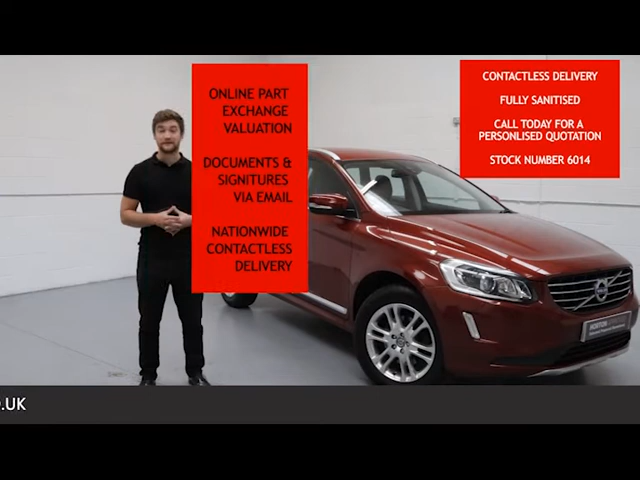 ONLINE PART
EXCHANGE
VALUATION
DOCUMENTS &
SIGNITURES
VIA EMAIL
NATIONWIDE
CONTACTLESS
DELIVERY
CONTACTLESS DELIVERY
FULLY SANITISED
CALL TODAY FOR A
PERSONLISED QUOTATION
STOCK NUMBER 6014
HORTON
.UK